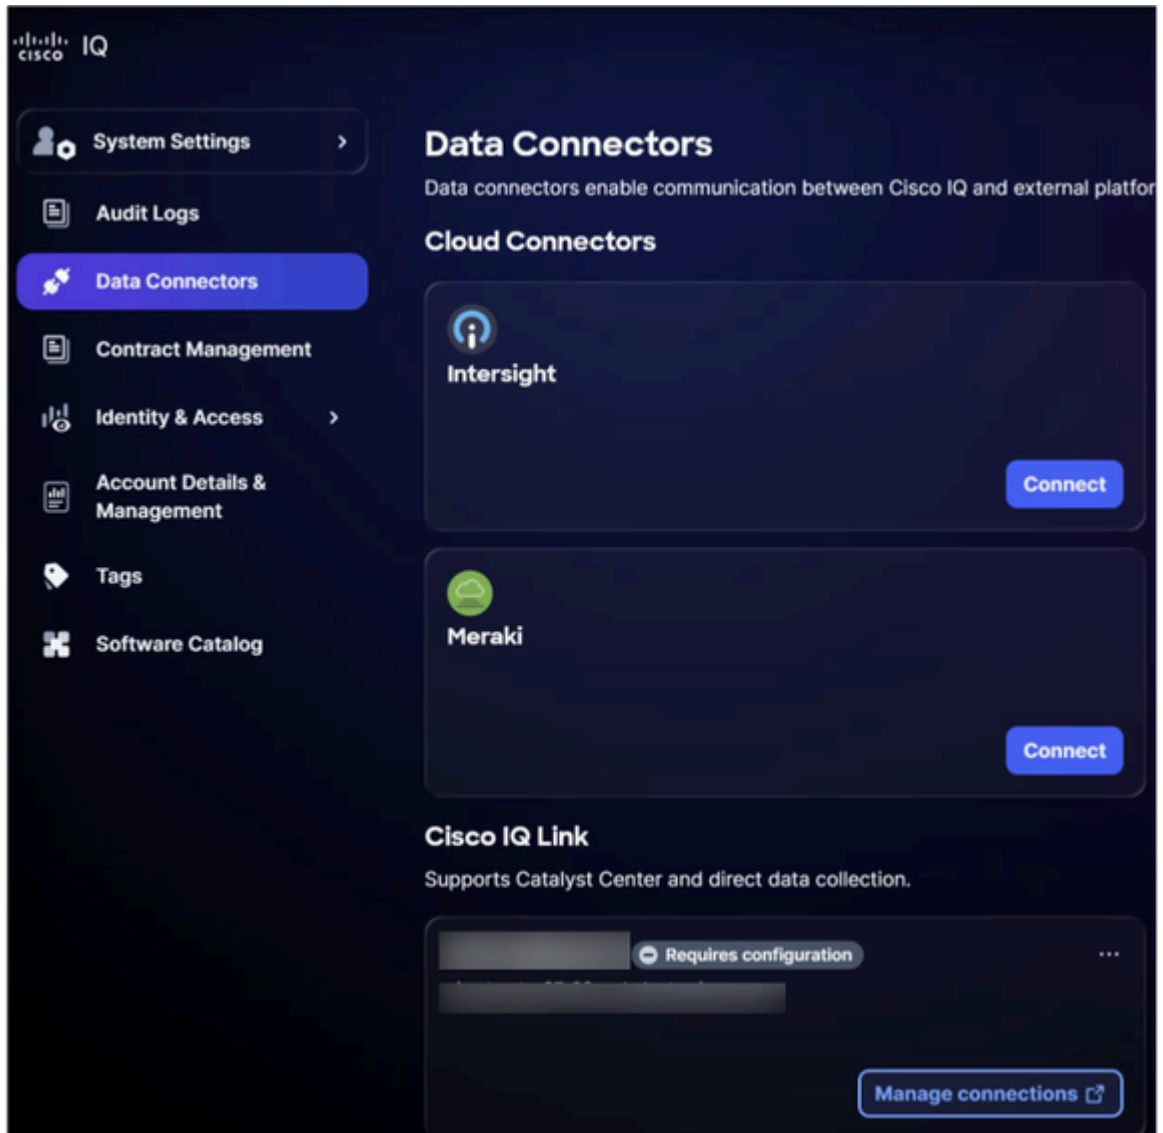 cisco IQ
System Settings
Audit Logs
Data Connectors
Contract Management
Identity & Access
Account Details &
Management
Tags
Software Catalog
Data Connectors
Data connectors enable communication between Cisco IQ and external platfor
Cloud Connectors
Intersight
Connect
Meraki
Connect
Cisco IQ Link
Supports Catalyst Center and direct data collection.
Requires configuration
Manage connections